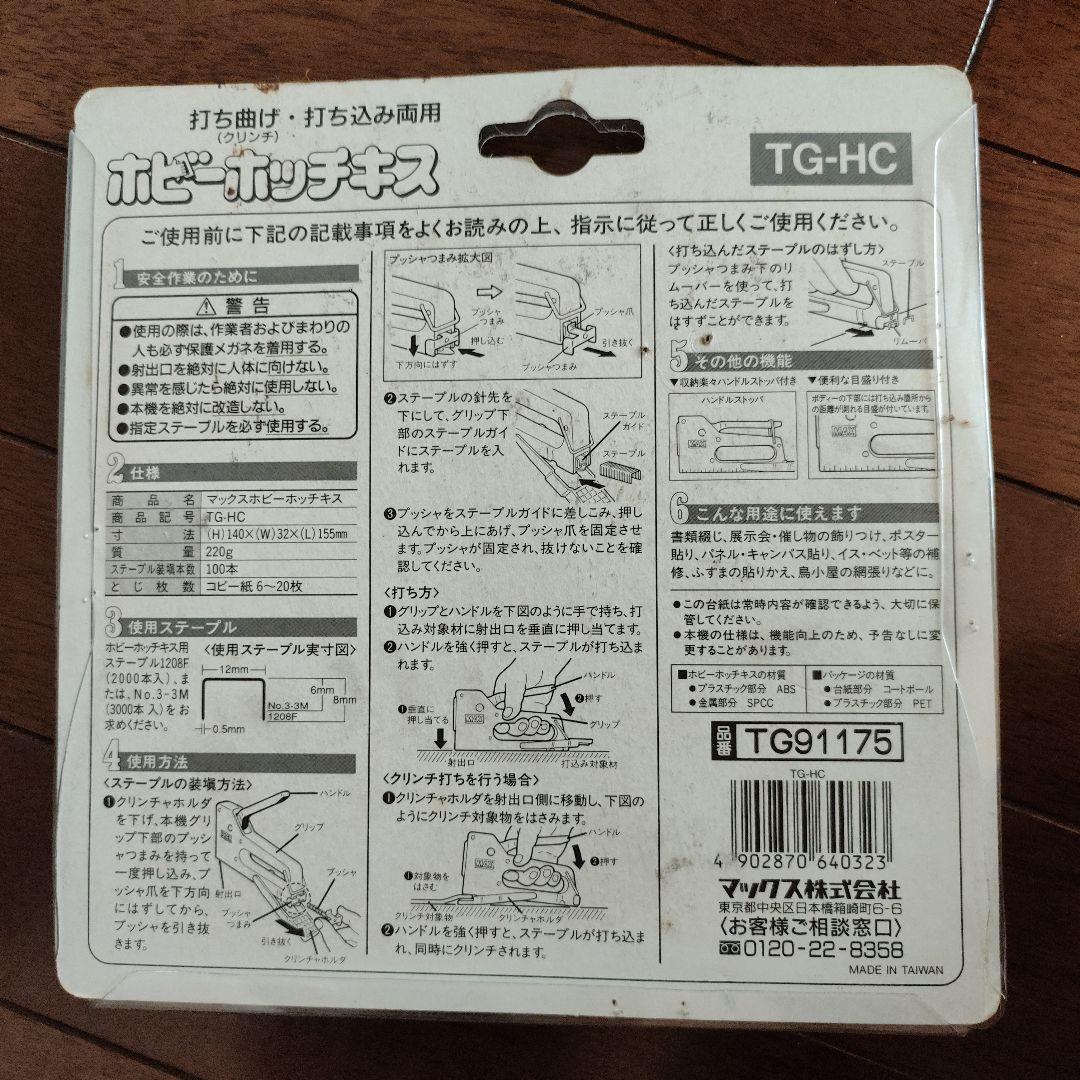 打ち曲げ・打ち込み両用
(クリンチ)
ホビーホッチキス
TG-HC
ご使用前に下記の記載事項をよくお読みの上、指示に従って正しくご使用ください。
1 安全作業のために
⚠ 警告
●使用の際は、作業者およびまわりの
人も必ず保護メガネを着用する。
●射出口を絶対に人体に向けない。
●異常を感じたら絶対に使用しない。
●本機を絶対に改造しない。
●指定ステープルを必ず使用する。
2 仕様
商品名 マックスホビーホッチキス
商品記号 TG-HC
寸法 (H)140×(W)32×(L)155mm
質量 220g
ステープル装塡本数 100本
とじ枚数 コピー紙6〜20枚
3 使用ステープル
ホビーホッチキス用
ステープル1208F
(2000本入)、ま
たは、No.3-3M
(3000本入)をお
求めください。
〈使用ステープル実寸図〉
12mm
6mm
8mm
No.3-3M
1208F
0.5mm
4 使用方法
〈ステープルの装塡方法〉
❶クリンチャホルダ
を下げ、本機グリ
ップ下部のプッシ
ャつまみを持って
一度押し込み、プ
ッシャ爪を下方向
にはずしてから、
プッシャを引き抜
きます。
ハンドル
グリップ
プッシャ
射出口
プッシャ
つまみ
引き抜く
クリンチャホルダ
プッシャつまみ拡大図
プッシャ
つまみ
押し込む
下方向にはずす
プッシャ爪
引き抜く
プッシャつまみ
❷ステープルの針先を
下にして、グリップ下
部のステープルガイ
ドにステープルを入
れます。
ステープル
ガイド
ステープル
❸プッシャをステープルガイドに差しこみ、押し
込んでから上にあげ、プッシャ爪を固定させ
ます。プッシャが固定され、抜けないことを確
認してください。
〈打ち方〉
❶グリップとハンドルを下図のように手で持ち、打
込み対象材に射出口を垂直に押し当てます。
❷ハンドルを強く押すと、ステープルが打ち込ま
れます。
ハンドル
❷押す
❶垂直に
押し当てる
グリップ
MAX
射出口
打込み対象材
〈クリンチ打ちを行う場合〉
❶クリンチャホルダを射出口側に移動し、下図の
ようにクリンチ対象物をはさみます。
ハンドル
❷押す
❶対象物を
はさむ
MAX
クリンチ対象物
クリンチャホルダ
❷ハンドルを強く押すと、ステープルが打ち込ま
れ、同時にクリンチされます。
〈打ち込んだステープルのはずし方〉
プッシャつまみ下のリ
ムーバーを使って、打
ち込んだステープルを
はずすことができます。
ステープル
リムーバ
5 その他の機能
▼収納楽々ハンドルストッパ付き
ハンドルストッパ
MAX
▼便利な目盛り付き
ボディーの下部には打ち込み箇所から
の距離が測れる目盛が付いています。
MAX
6 こんな用途に使えます
書類綴じ、展示会・催し物の飾りつけ、ポスター
貼り、パネル・キャンバス貼り、イス・ベット等の補
修、ふすまの貼りかえ、鳥小屋の網張りなどに。
●この台紙は常時内容が確認できるよう、大切に保
管してください。
●本機の仕様は、機能向上のため、予告なしに変
更することがあります。
■ホビーホッチキスの材質
●プラスチック部分 ABS
●金属部分 SPCC
■パッケージの材質
●台紙部分 コートボール
●プラスチック部分 PET
品番 TG91175
TG-HC
4 902870 640323
マックス株式会社
東京都中央区日本橋箱崎町6-6
〈お客様ご相談窓口〉
0120-22-8358
MADE IN TAIWAN